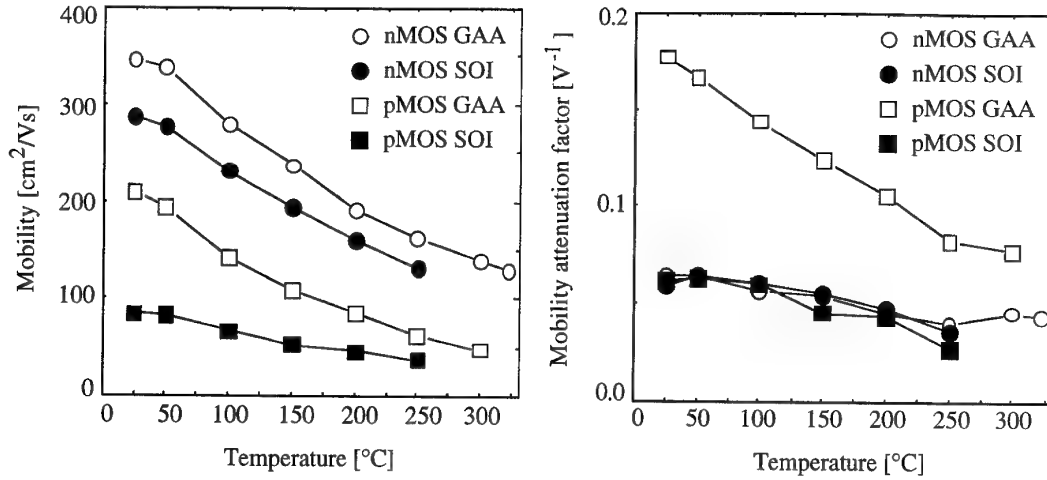 400
300
200
100
0
Mobility [cm²/Vs]
nMOS GAA
nMOS SOI
pMOS GAA
pMOS SOI
0 50 100 150 200 250 300
Temperature [°C]
0.2
0.1
0.0
Mobility attenuation factor [V⁻¹]
nMOS GAA
nMOS SOI
pMOS GAA
pMOS SOI
0 50 100 150 200 250 300
Temperature [°C]